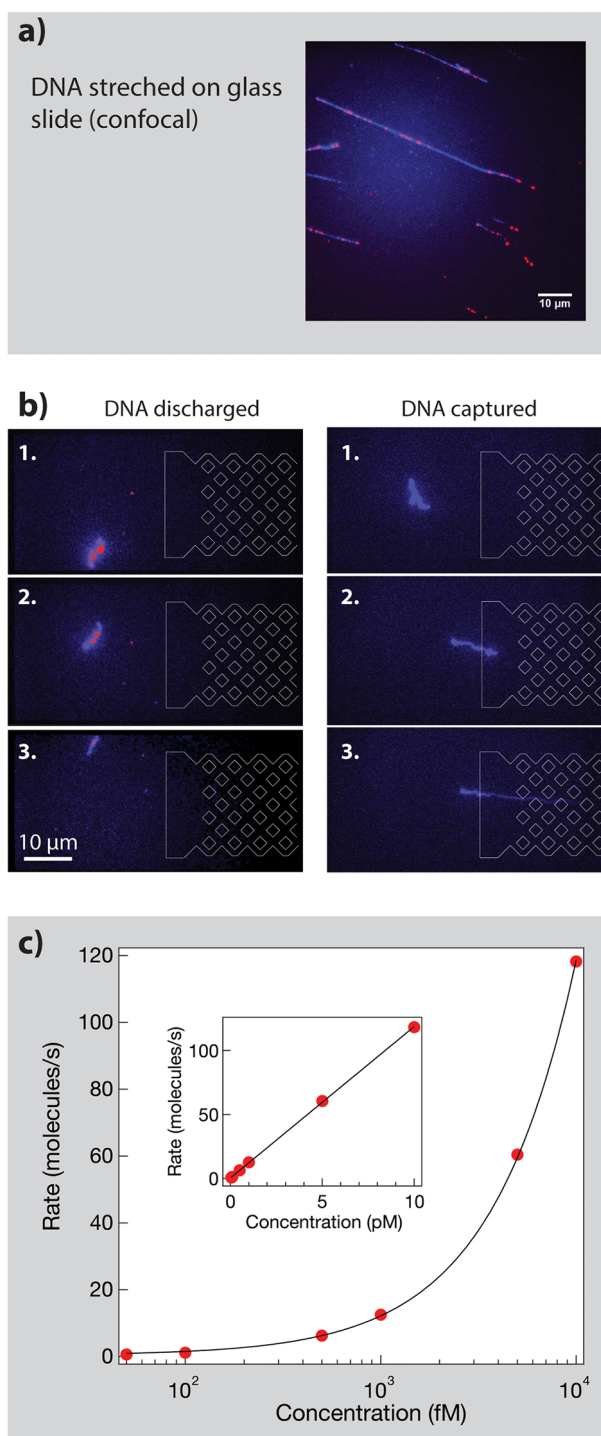 a)
DNA streched on glass
slide (confocal)
10 µm
b)
DNA discharged
DNA captured
1.
1.
2.
2.
3.
3.
10 µm
c)
120
100
80
60
40
20
0
Rate (molecules/s)
100
50
0
Rate (molecules/s)
0
5
10
Concentration (pM)
10²
10³
10⁴
Concentration (fM)